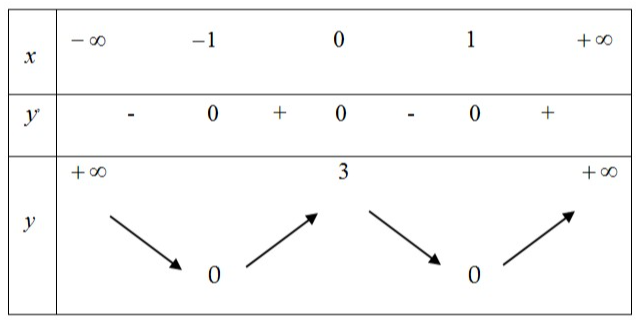 x − ∞ −1 0 1 + ∞
y' - 0 + 0 - 0 +
+ ∞ 3 + ∞
y
0 0